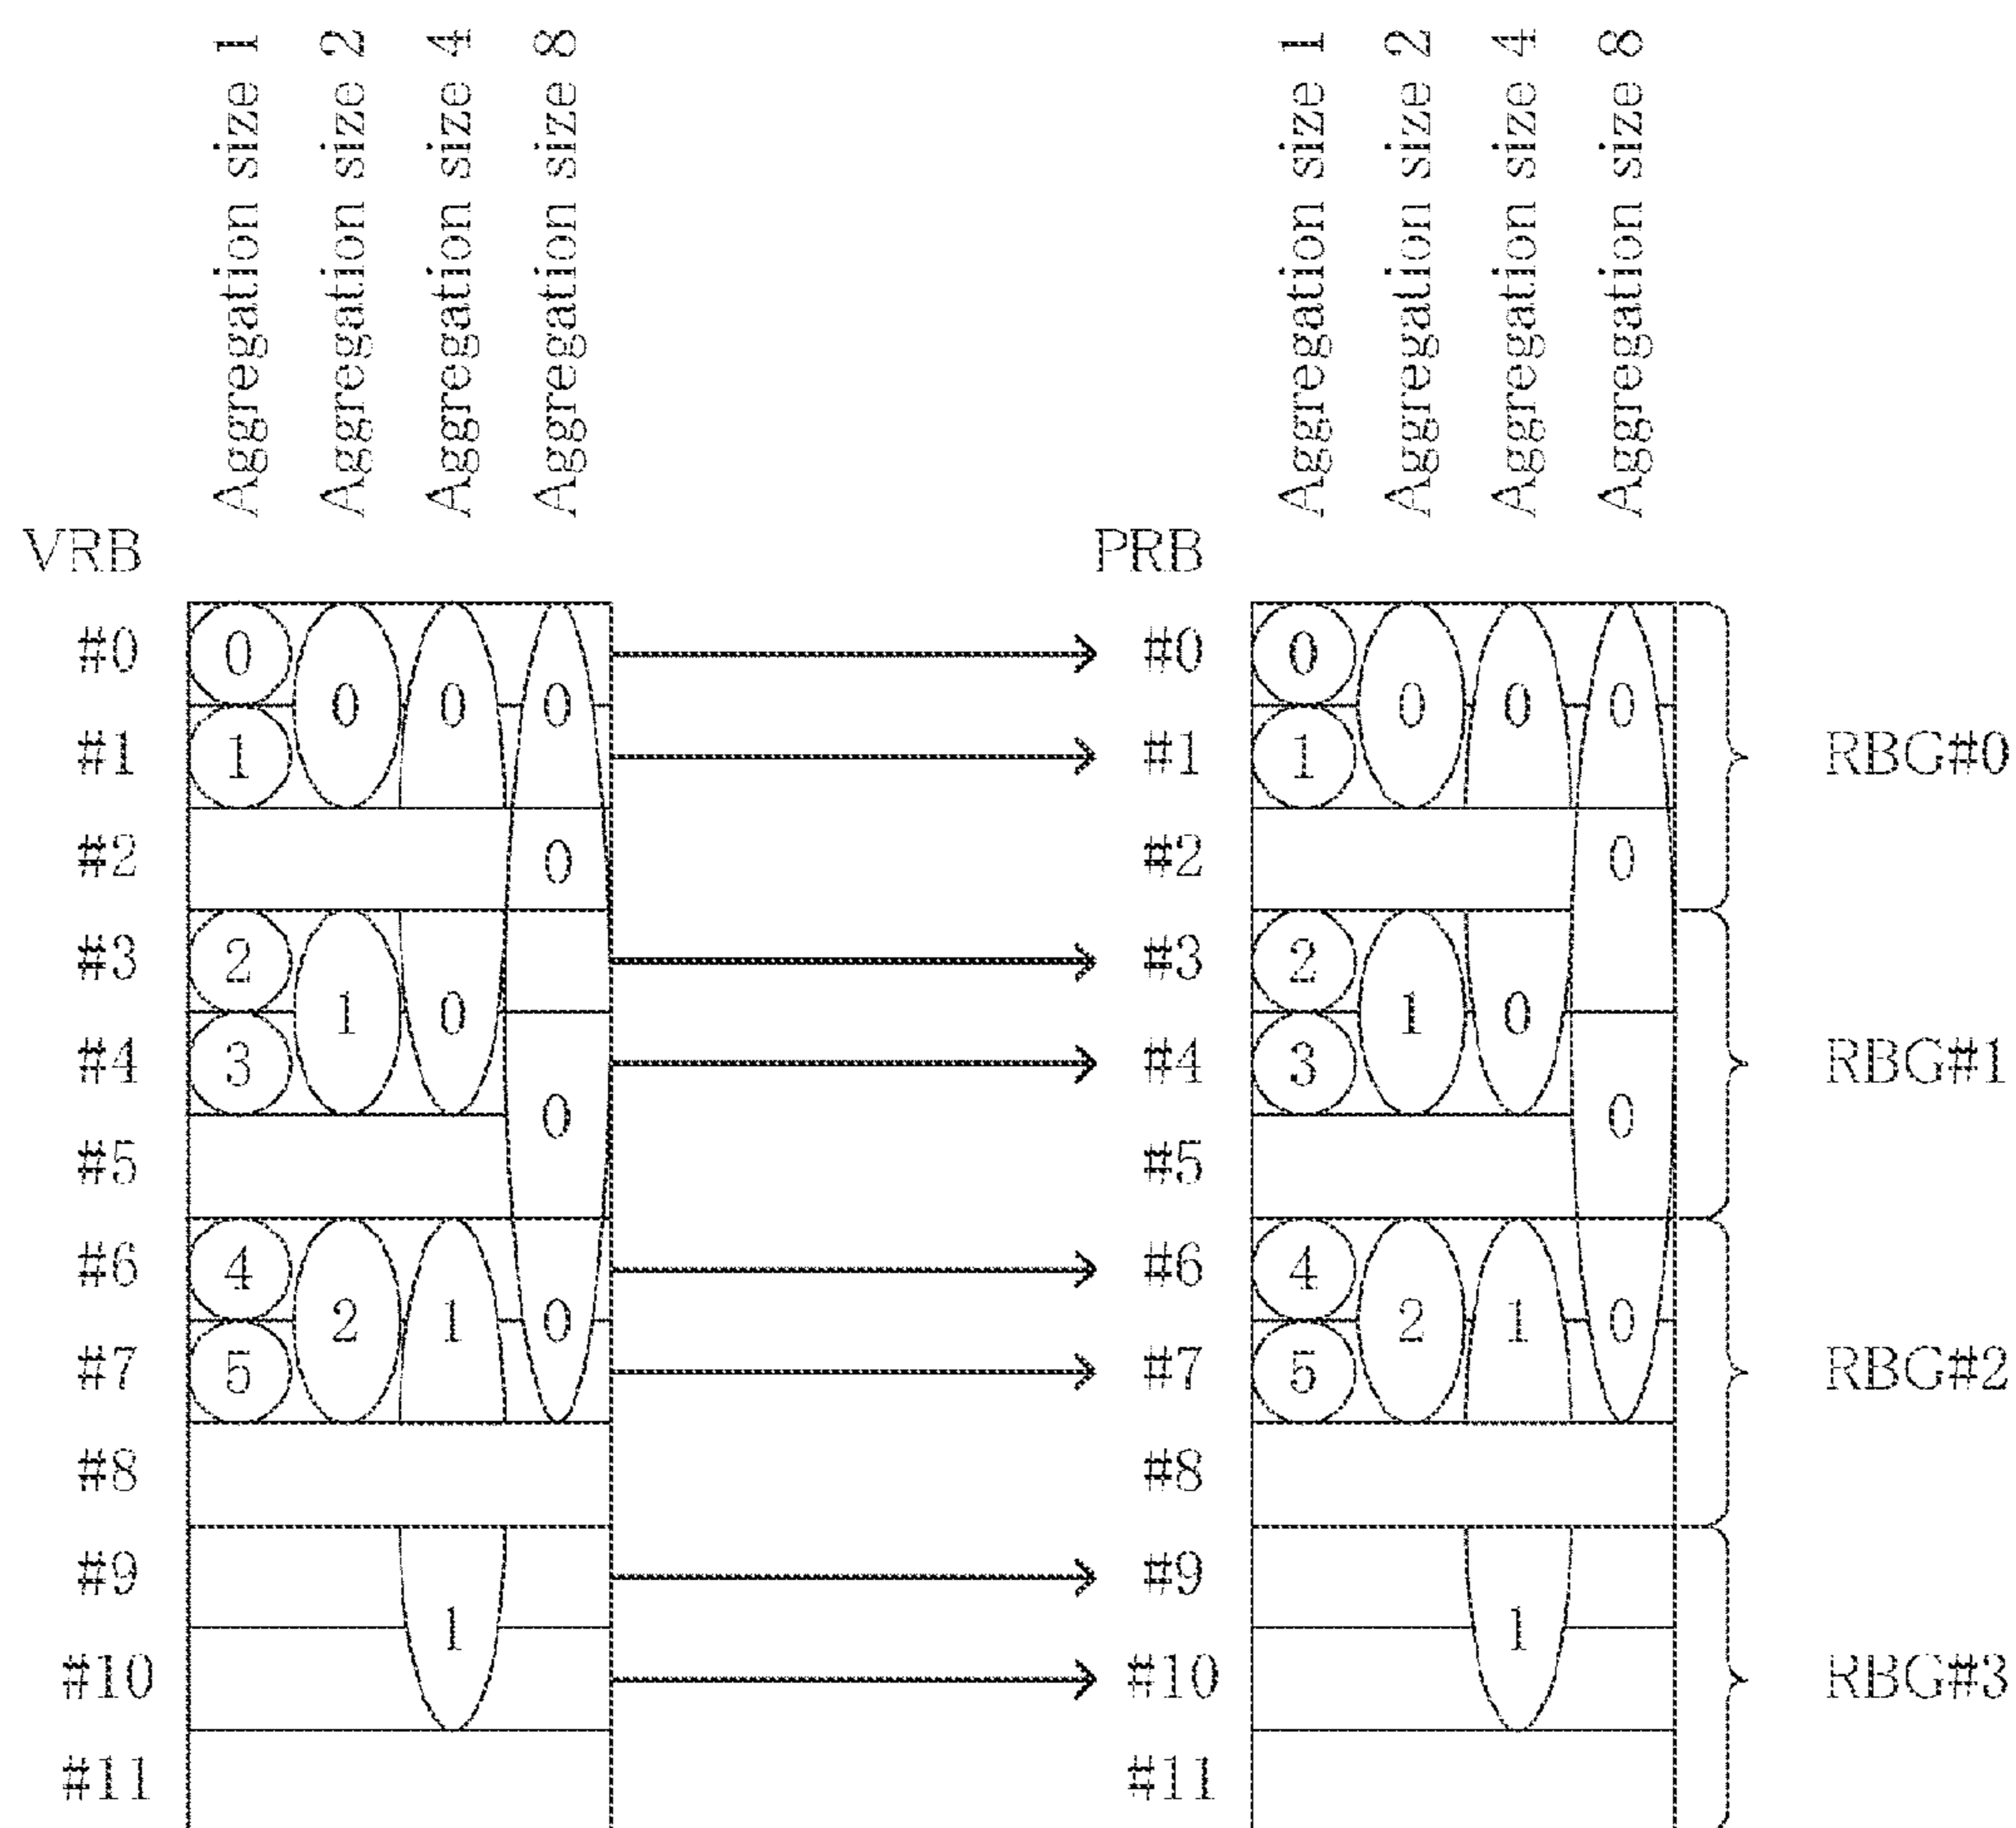 Aggregation size 1
Aggregation size 2
Aggregation size 4
Aggregation size 8
Aggregation size 1
Aggregation size 2
Aggregation size 4
Aggregation size 8
VRB
PRB
#0 0 #0 0
0 0 0 0 0 0
#1 1 #1 1 RBG#0
#2 0 #2 0
#3 2 #3 2
1 0 1 0
#4 3 #4 3 RBG#1
0 0
#5 #5
#6 4 #6 4
2 1 0 2 1 0
#7 5 #7 5 RBG#2
#8 #8
#9 #9
1 1
#10 #10 RBG#3
#11 #11